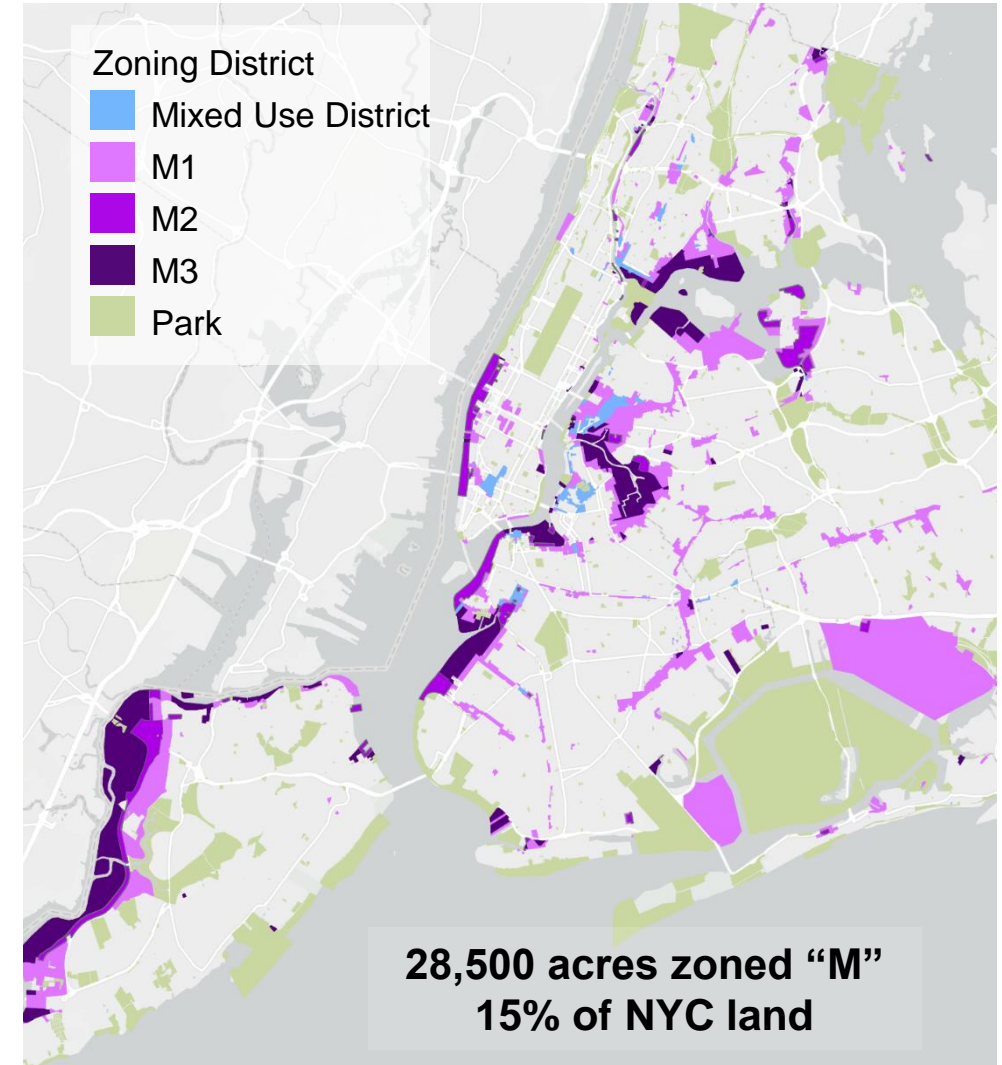 Zoning District
Mixed Use District
M1
M2
M3
Park
28,500 acres zoned “M”
15% of NYC land